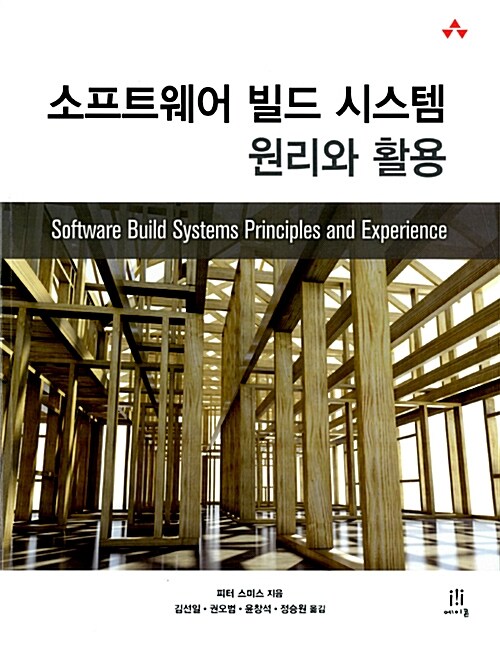 소프트웨어 빌드 시스템
원리와 활용
Software Build Systems Principles and Experience
피터 스미스 지음
김선일 · 권오범 · 윤창석 · 정승원 옮김
에이콘